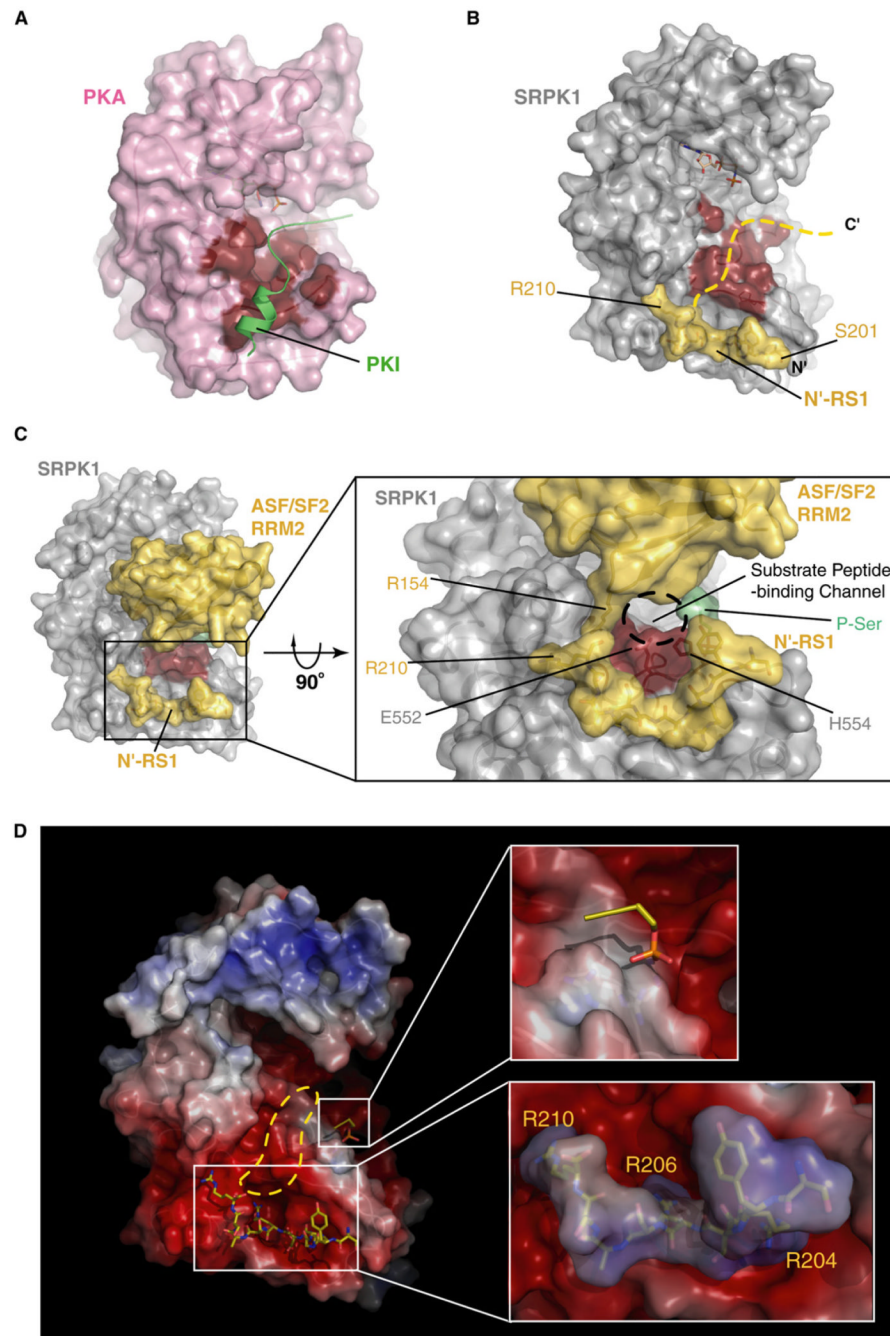 A
PKA
PKI
B
SRPK1
C'
R210
S201
N'
N'-RS1
C
SRPK1
ASF/SF2
RRM2
90°
N'-RS1
SRPK1
ASF/SF2
RRM2
R154
Substrate Peptide
-binding Channel
P-Ser
N'-RS1
R210
E552
H554
D
R210
R206
R204